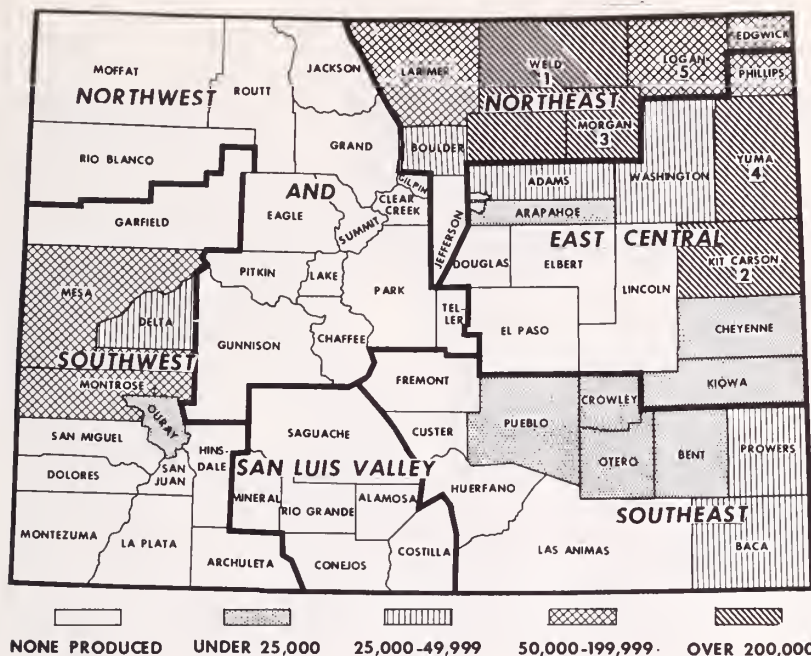 MOFFAT
ROUTT
JACKSON
LARIMER
WELD
1
LOGAN
5
EDGWICK
PHILLIPS
NORTHWEST
NORTHEAST
GRAND
BOULDER
MORGAN
3
RIO BLANCO
WASHINGTON
YUMA
4
GARFIELD
AND
EAGLE
GILPIN
CLEAR
CREEK
SUMMIT
JEFFERSON
ADAMS
ARAPAHOE
EAST CENTRAL
DOUGLAS
ELBERT
KIT CARSON
2
LINCOLN
MESA
PITKIN
LAKE
PARK
DELTA
TEL-
LER
CHEYENNE
GUNNISON
CHAFFEE
EL PASO
SOUTHWEST
MONTROSE
FREMONT
KIOWA
OURAY
CROWLEY
PUEBLO
SAN MIGUEL
SAGUACHE
CUSTER
OTERO
BENT
PROWERS
HINS-
DALE
DOLORES
SAN
JUAN
SAN LUIS VALLEY
MINERAL
RIO GRANDE
ALAMOSA
HUERFANO
SOUTHEAST
MONTEZUMA
LA PLATA
ARCHULETA
CONEJOS
COSTILLA
LAS ANIMAS
BACA
NONE PRODUCED
UNDER 25,000
25,000-49,999
50,000-199,999
OVER 200,000